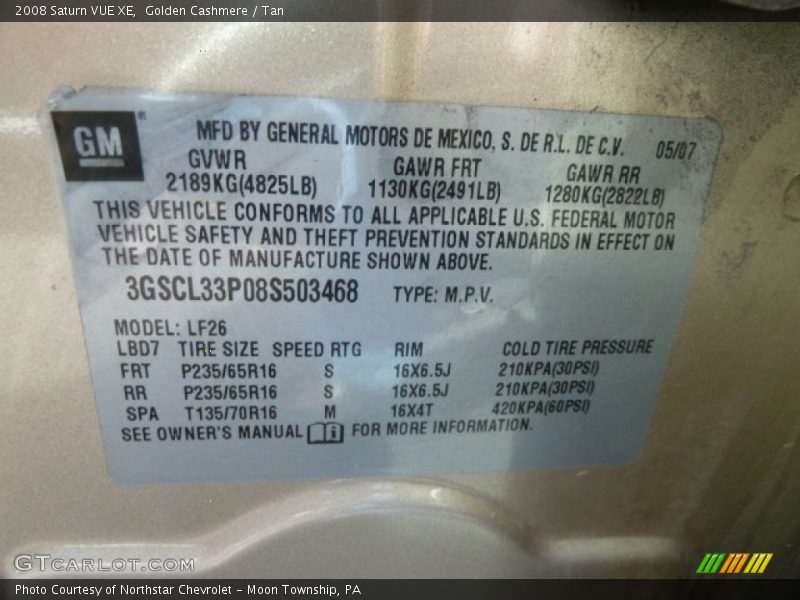 2008 Saturn VUE XE,  Golden Cashmere / Tan
GM®
MFD BY GENERAL MOTORS DE MEXICO, S. DE R.L. DE C.V. 05/07
GVWR GAWR FRT GAWR RR
2189KG(4825LB) 1130KG(2491LB) 1280KG(2822LB)
THIS VEHICLE CONFORMS TO ALL APPLICABLE U.S. FEDERAL MOTOR
VEHICLE SAFETY AND THEFT PREVENTION STANDARDS IN EFFECT ON
THE DATE OF MANUFACTURE SHOWN ABOVE.
3GSCL33P08S503468 TYPE: M.P.V.
MODEL: LF26
LBD7 TIRE SIZE SPEED RTG RIM COLD TIRE PRESSURE
FRT P235/65R16 S 16X6.5J 210KPA(30PSI)
RR P235/65R16 S 16X6.5J 210KPA(30PSI)
SPA T135/70R16 M 16X4T 420KPA(60PSI)
SEE OWNER'S MANUAL i FOR MORE INFORMATION.
GTCARLOT.COM
Photo Courtesy of Northstar Chevrolet - Moon Township, PA